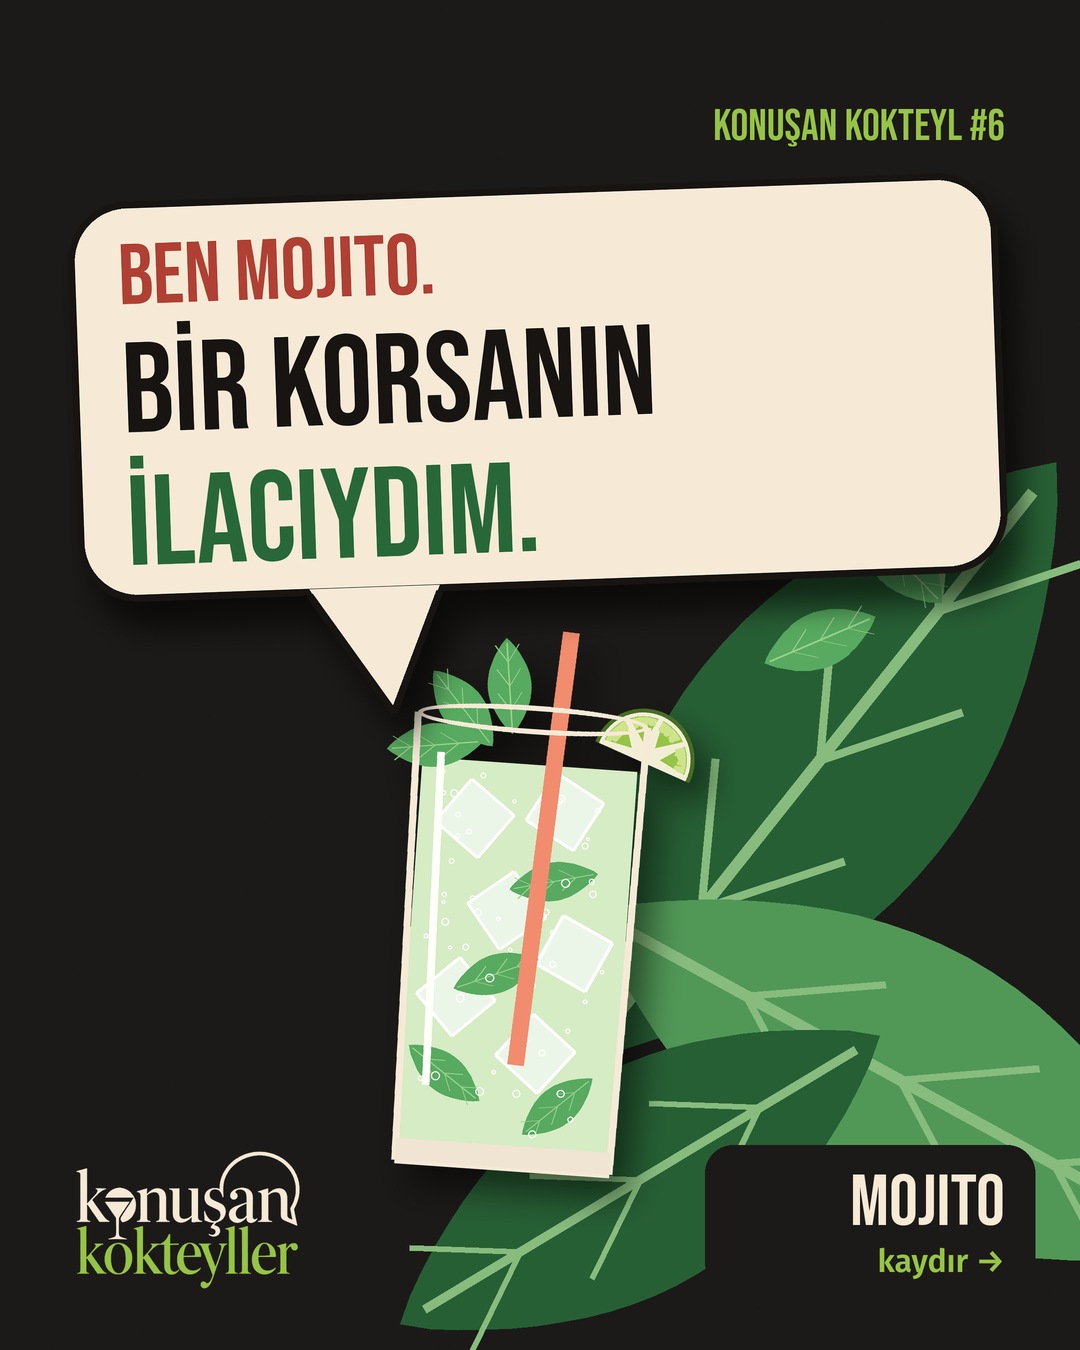 KONUŞAN KOKTEYL #6
BEN MOJITO.
BİR KORSANIN
İLACIYDIM.
konuşan
kokteyller
MOJITO
kaydır →